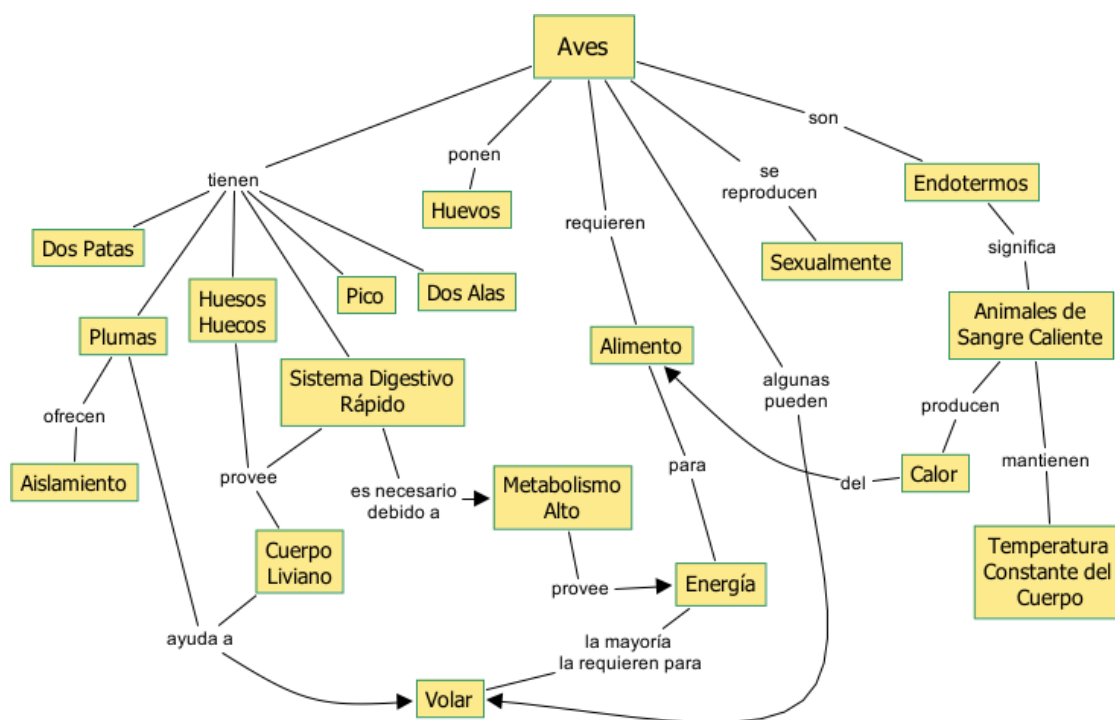 Aves
son
ponen
se
reproducen
tienen
Endotermos
Huevos
requieren
Dos Patas
significa
Sexualmente
Pico
Dos Alas
Huesos
Huecos
Plumas
Animales de
Sangre Caliente
Alimento
Sistema Digestivo
Rápido
algunas
pueden
ofrecen
producen
Aislamiento
provee
para
mantienen
Calor
del
es necesario
debido a
Metabolismo
Alto
Cuerpo
Liviano
Temperatura
Constante del
Cuerpo
provee
Energía
ayuda a
la mayoría
la requieren para
Volar